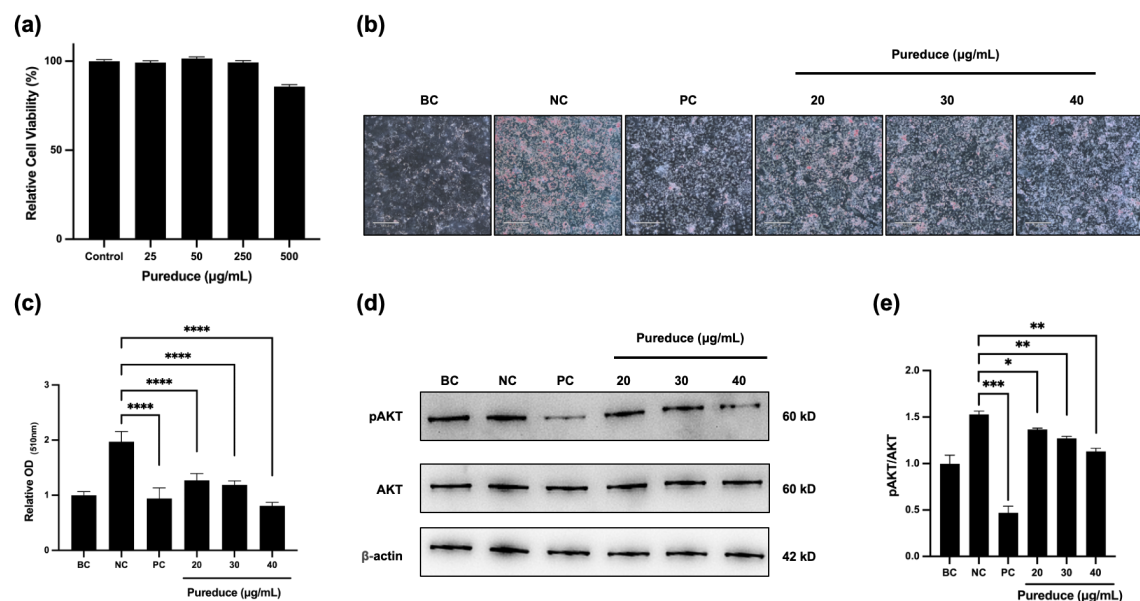 (a)
Relative Cell Viability (%)
100
50
0
Control 25 50 250 500
Pureduce (µg/mL)
(b)
Pureduce (µg/mL)
BC NC PC 20 30 40
(c)
**** 
****
****
****
Relative OD (510nm)
3
2
1
0
BC NC PC 20 30 40
Pureduce (µg/mL)
(d)
Pureduce (µg/mL)
BC NC PC 20 30 40
pAKT 60 kD
AKT 60 kD
β-actin 42 kD
(e)
**
**
*
***
pAKT/AKT
2.0
1.5
1.0
0.5
0.0
BC NC PC 20 30 40
Pureduce (µg/mL)